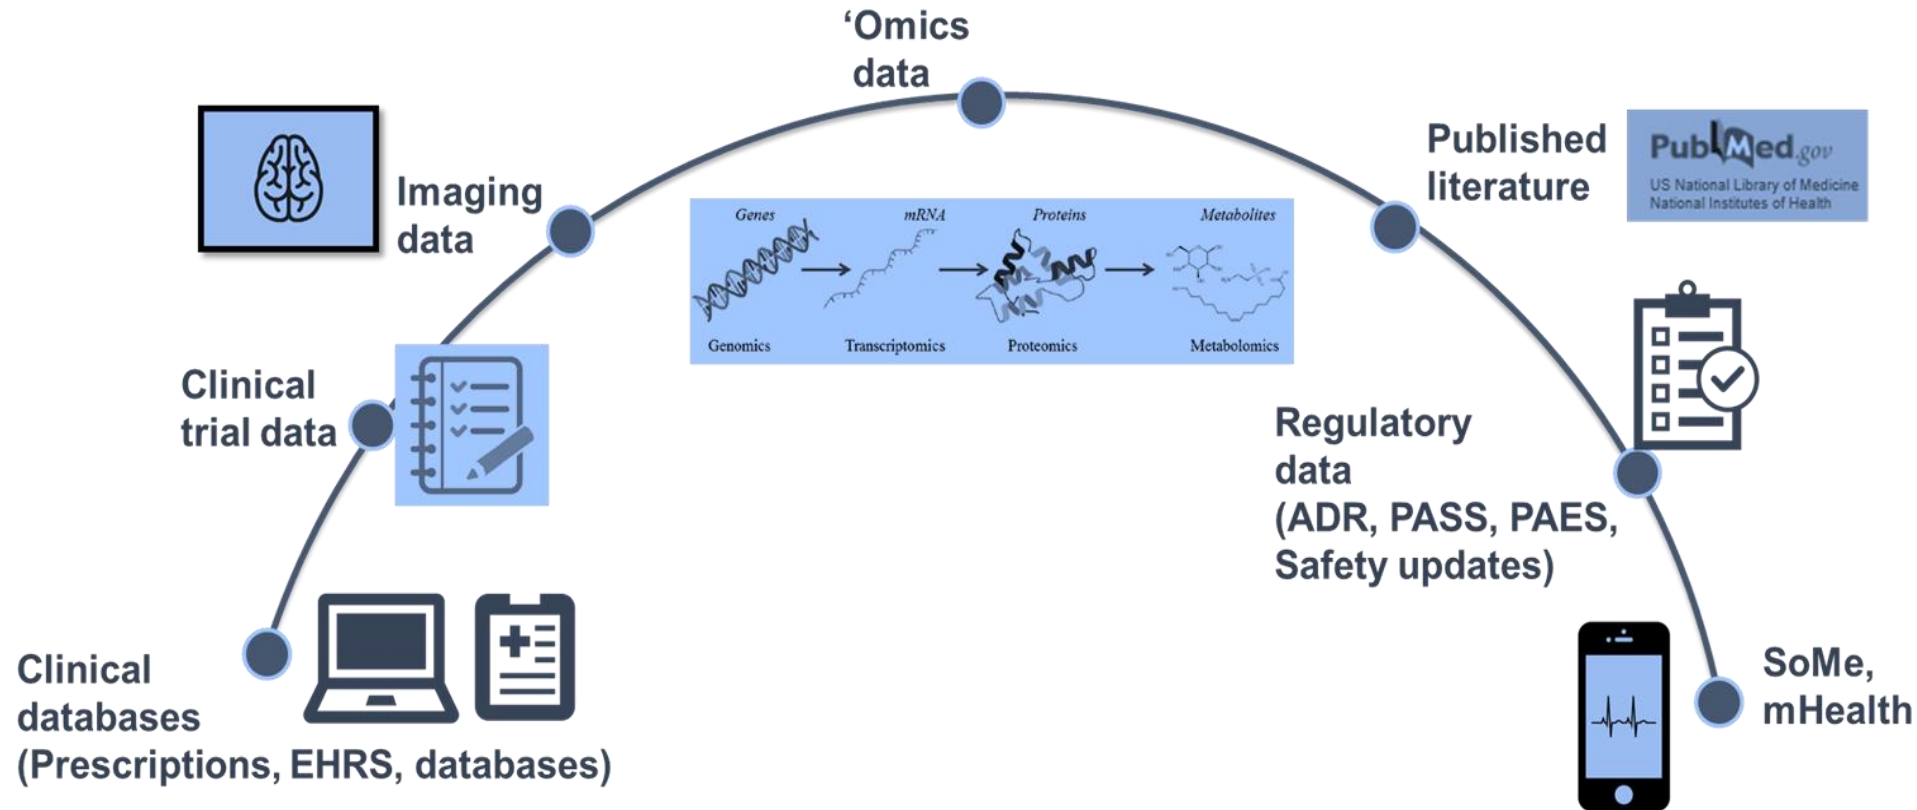 ‘Omics
data
Imaging
data
Published
literature
PubMed.gov
US National Library of Medicine
National Institutes of Health
Genes
mRNA
Proteins
Metabolites
Genomics
Transcriptomics
Proteomics
Metabolomics
Clinical
trial data
Regulatory
data
(ADR, PASS, PAES,
Safety updates)
Clinical
databases
(Prescriptions, EHRS, databases)
SoMe,
mHealth